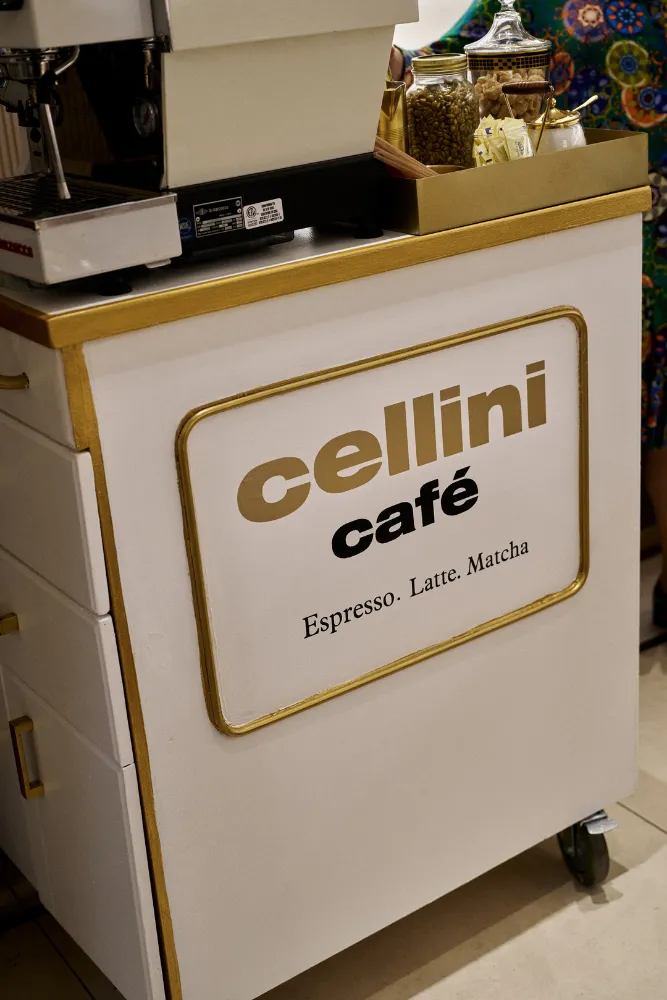 cellini
café
Espresso. Latte. Matcha